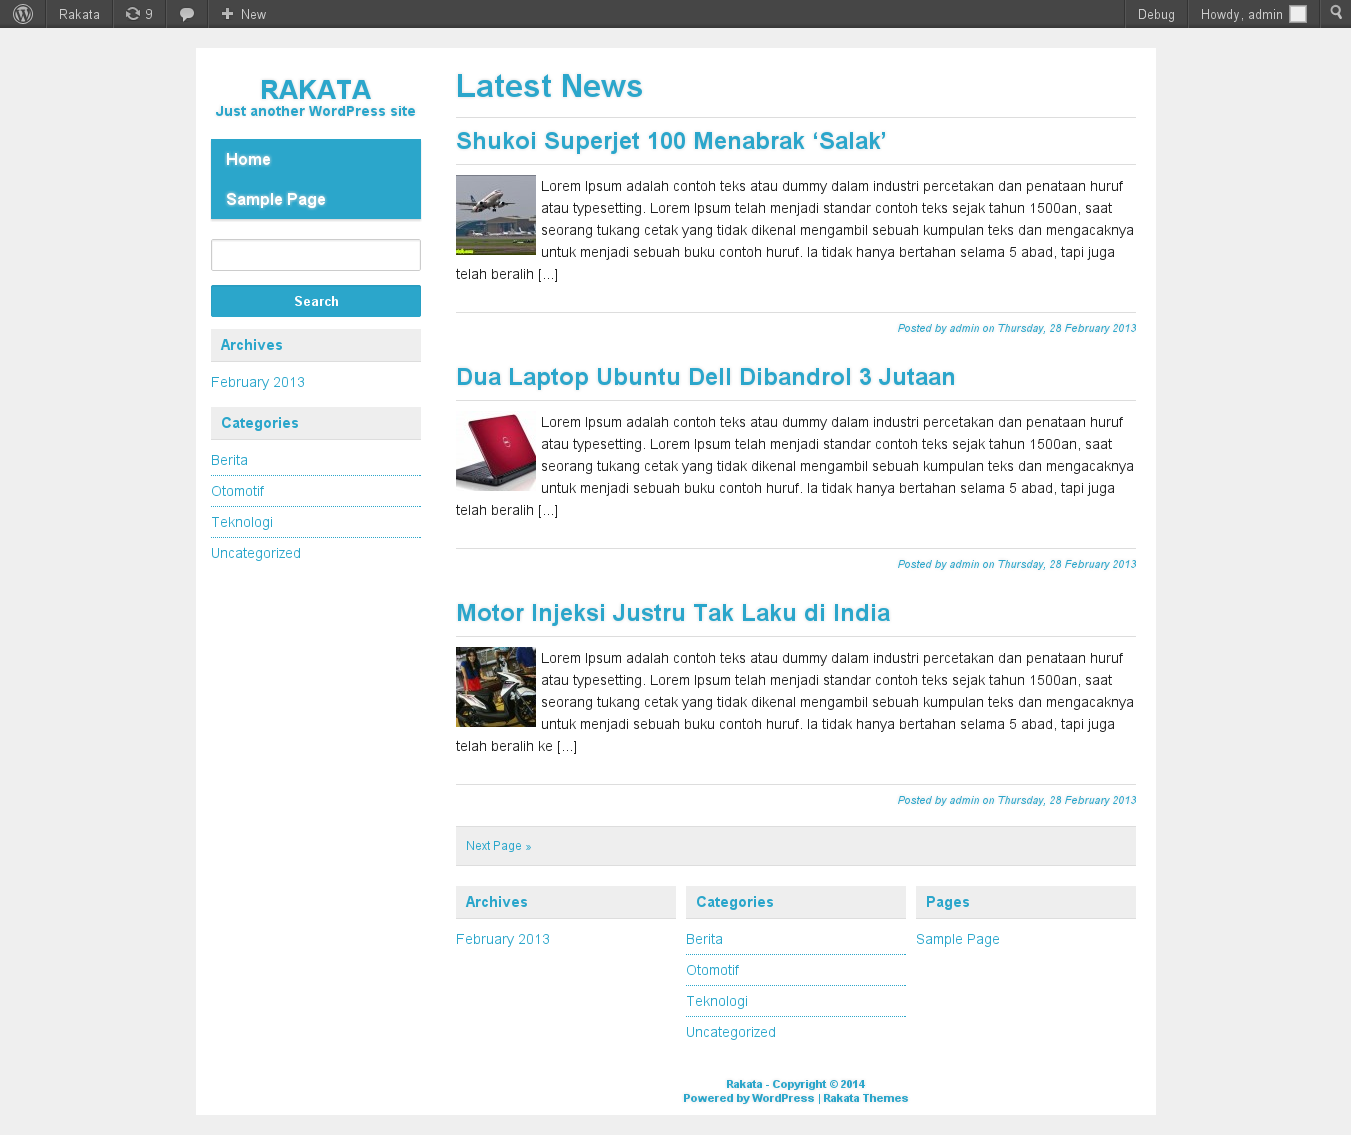 Rakata 9 New Debug Howdy, admin
RAKATA
Just another WordPress site
Home
Sample Page
Search
Archives
February 2013
Categories
Berita
Otomotif
Teknologi
Uncategorized
Latest News
Shukoi Superjet 100 Menabrak ‘Salak’
Lorem Ipsum adalah contoh teks atau dummy dalam industri percetakan dan penataan huruf
atau typesetting. Lorem Ipsum telah menjadi standar contoh teks sejak tahun 1500an, saat
seorang tukang cetak yang tidak dikenal mengambil sebuah kumpulan teks dan mengacaknya
untuk menjadi sebuah buku contoh huruf. Ia tidak hanya bertahan selama 5 abad, tapi juga
telah beralih [...]
Posted by admin on Thursday, 28 February 2013
Dua Laptop Ubuntu Dell Dibandrol 3 Jutaan
Lorem Ipsum adalah contoh teks atau dummy dalam industri percetakan dan penataan huruf
atau typesetting. Lorem Ipsum telah menjadi standar contoh teks sejak tahun 1500an, saat
seorang tukang cetak yang tidak dikenal mengambil sebuah kumpulan teks dan mengacaknya
untuk menjadi sebuah buku contoh huruf. Ia tidak hanya bertahan selama 5 abad, tapi juga
telah beralih [...]
Posted by admin on Thursday, 28 February 2013
Motor Injeksi Justru Tak Laku di India
Lorem Ipsum adalah contoh teks atau dummy dalam industri percetakan dan penataan huruf
atau typesetting. Lorem Ipsum telah menjadi standar contoh teks sejak tahun 1500an, saat
seorang tukang cetak yang tidak dikenal mengambil sebuah kumpulan teks dan mengacaknya
untuk menjadi sebuah buku contoh huruf. Ia tidak hanya bertahan selama 5 abad, tapi juga
telah beralih ke [...]
Posted by admin on Thursday, 28 February 2013
Next Page »
Archives
February 2013
Categories
Berita
Otomotif
Teknologi
Uncategorized
Pages
Sample Page
Rakata - Copyright © 2014
Powered by WordPress | Rakata Themes